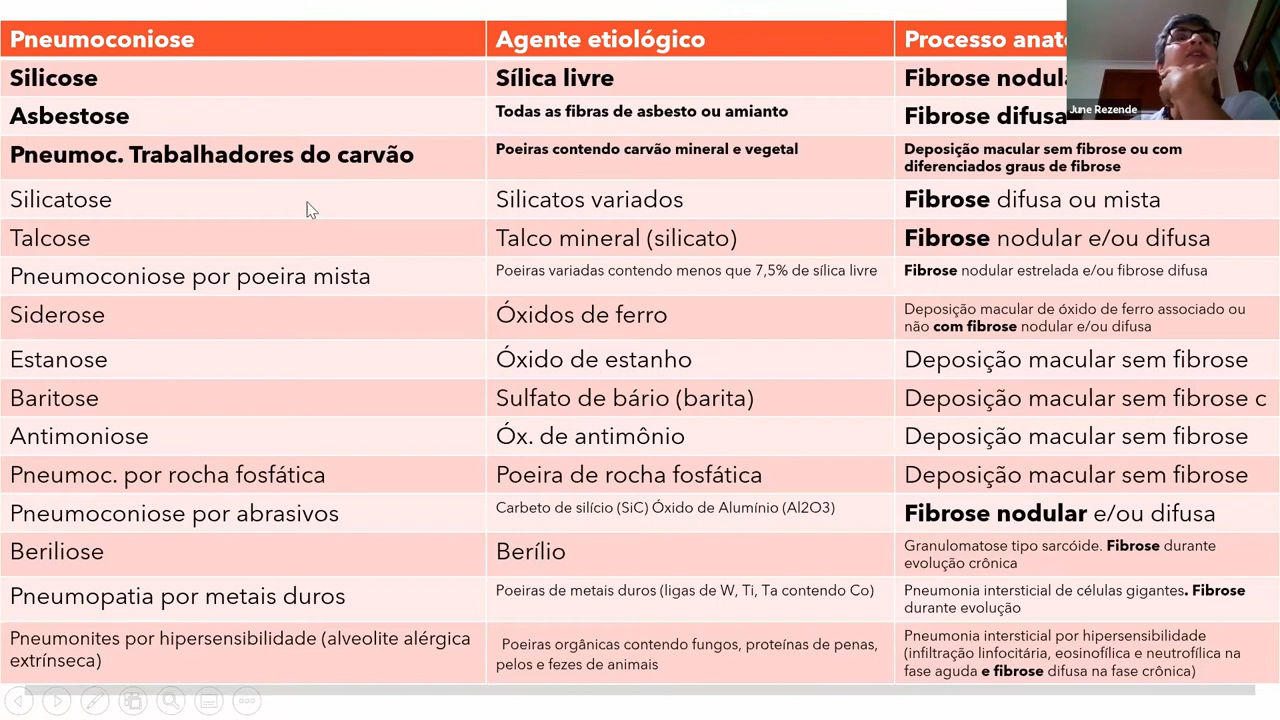 Pneumoconiose
Agente etiológico
Processo
June Rezende
Silicose
Sílica livre
Fibrose
Asbestose
Todas as fibras de asbesto ou amianto
Fibrose difusa
Pneumoc. Trabalhadores do carvão
Poeiras contendo carvão mineral e vegetal
Deposição macular sem fibrose ou com
diferenciados graus de fibrose
Silicatose
Silicatos variados
Fibrose difusa ou mista
Talcose
Talco mineral (silicato)
Fibrose nodular e/ou difusa
Pneumoconiose por poeira mista
Poeiras variadas contendo menos que 7,5% de sílica livre
Fibrose nodular estrelada e/ou fibrose difusa
Siderose
Óxidos de ferro
Deposição macular de óxido de ferro associado ou
não com fibrose nodular e/ou difusa
Estanose
Óxido de estanho
Deposição macular sem fibrose
Baritose
Sulfato de bário (barita)
Deposição macular sem fibrose c
Antimoniose
Óx. de antimônio
Deposição macular sem fibrose
Pneumoc. por rocha fosfática
Poeira de rocha fosfática
Deposição macular sem fibrose
Pneumoconiose por abrasivos
Carbeto de silício (SiC) Óxido de Alumínio (Al2O3)
Fibrose nodular e/ou difusa
Beriliose
Berílio
Granulomatose tipo sarcóide. Fibrose durante
evolução crônica
Pneumopatia por metais duros
Poeiras de metais duros (ligas de W, Ti, Ta contendo Co)
Pneumonia intersticial de células gigantes. Fibrose
durante evolução
Pneumonites por hipersensibilidade (alveolite alérgica
extrínseca)
Poeiras orgânicas contendo fungos, proteínas de penas,
pelos e fezes de animais
Pneumonia intersticial por hipersensibilidade
(infiltração linfocitária, eosinofílica e neutrofílica na
fase aguda e fibrose difusa na fase crônica)